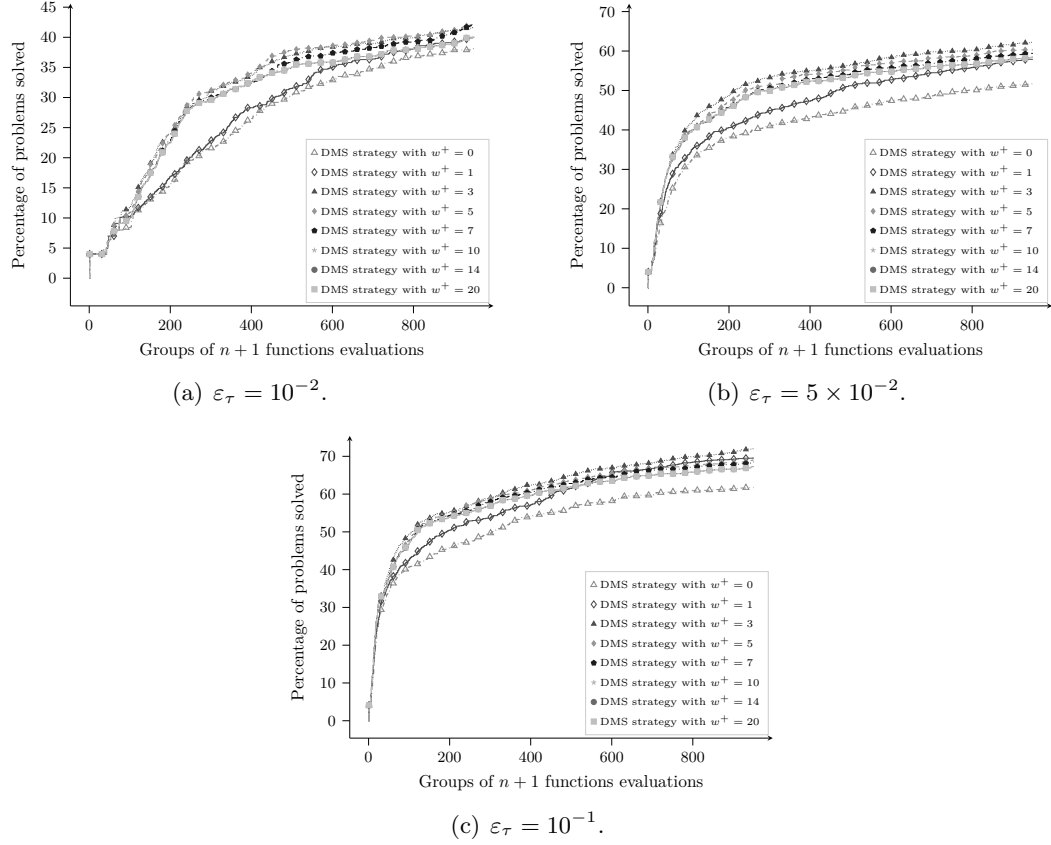 45
40
35
30
25
20
15
10
5
0
Percentage of problems solved
DMS strategy with w⁺ = 0
DMS strategy with w⁺ = 1
DMS strategy with w⁺ = 3
DMS strategy with w⁺ = 5
DMS strategy with w⁺ = 7
DMS strategy with w⁺ = 10
DMS strategy with w⁺ = 14
DMS strategy with w⁺ = 20
0 200 400 600 800
Groups of n + 1 functions evaluations
(a) ε_τ = 10⁻².
70
60
50
40
30
20
10
0
Percentage of problems solved
DMS strategy with w⁺ = 0
DMS strategy with w⁺ = 1
DMS strategy with w⁺ = 3
DMS strategy with w⁺ = 5
DMS strategy with w⁺ = 7
DMS strategy with w⁺ = 10
DMS strategy with w⁺ = 14
DMS strategy with w⁺ = 20
0 200 400 600 800
Groups of n + 1 functions evaluations
(b) ε_τ = 5 × 10⁻².
70
60
50
40
30
20
10
0
Percentage of problems solved
DMS strategy with w⁺ = 0
DMS strategy with w⁺ = 1
DMS strategy with w⁺ = 3
DMS strategy with w⁺ = 5
DMS strategy with w⁺ = 7
DMS strategy with w⁺ = 10
DMS strategy with w⁺ = 14
DMS strategy with w⁺ = 20
0 200 400 600 800
Groups of n + 1 functions evaluations
(c) ε_τ = 10⁻¹.